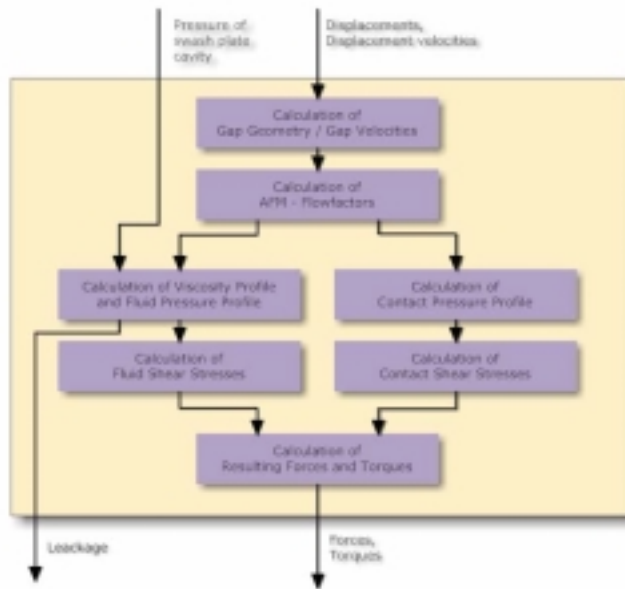 Pressure of
swash plate
cavity
Displacements,
Displacement velocities
Calculation of
Gap Geometry / Gap Velocities
Calculation of
AFM - Flowfactors
Calculation of Viscosity Profile
and Fluid Pressure Profile
Calculation of
Contact Pressure Profile
Calculation of
Fluid Shear Stresses
Calculation of
Contact Shear Stresses
Calculation of
Resulting Forces and Torques
Leackage
Forces,
Torques